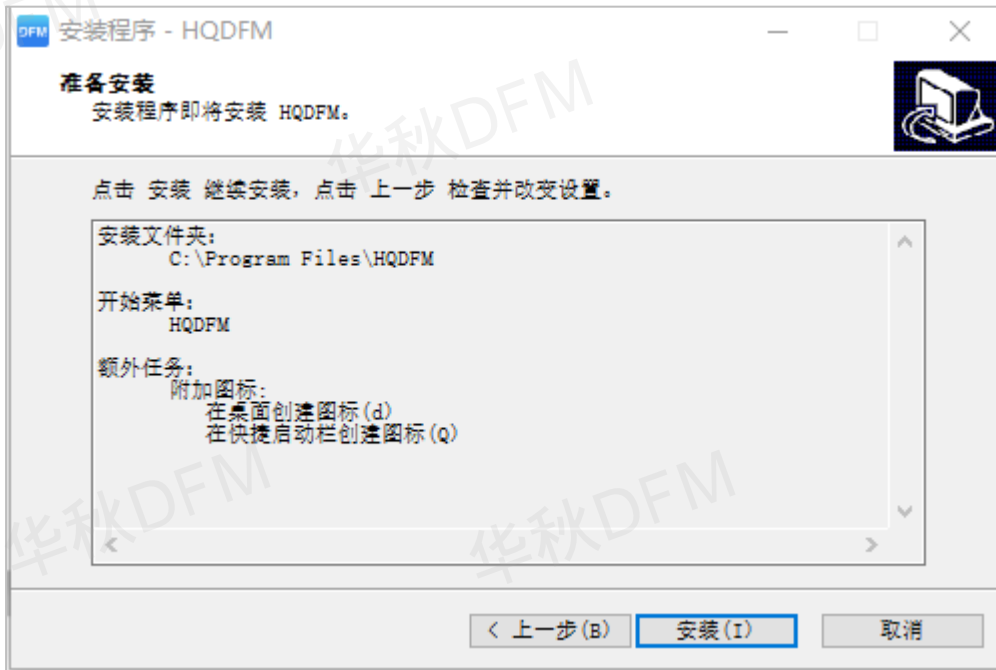 DFM 安装程序 - HQDFM
准备安装
安装程序即将安装 HQDFM。
点击 安装 继续安装，点击 上一步 检查并改变设置。
安装文件夹:
C:\Program Files\HQDFM
开始菜单:
HQDFM
额外任务:
附加图标:
在桌面创建图标(d)
在快捷启动栏创建图标(Q)
< 上一步(B) 安装(I) 取消
华秋DFM
华秋DFM
华秋DFM